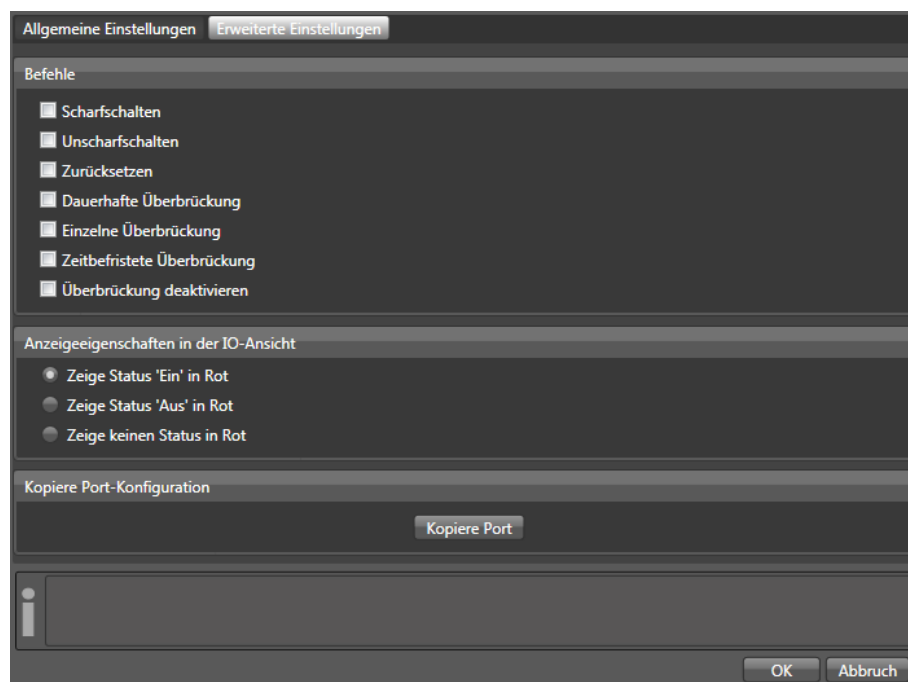 Allgemeine Einstellungen Erweiterte Einstellungen
Befehle
Scharfschalten
Unscharfschalten
Zurücksetzen
Dauerhafte Überbrückung
Einzelne Überbrückung
Zeitbefristete Überbrückung
Überbrückung deaktivieren
Anzeigeeigenschaften in der IO-Ansicht
Zeige Status 'Ein' in Rot
Zeige Status 'Aus' in Rot
Zeige keinen Status in Rot
Kopiere Port-Konfiguration
Kopiere Port
OK Abbruch